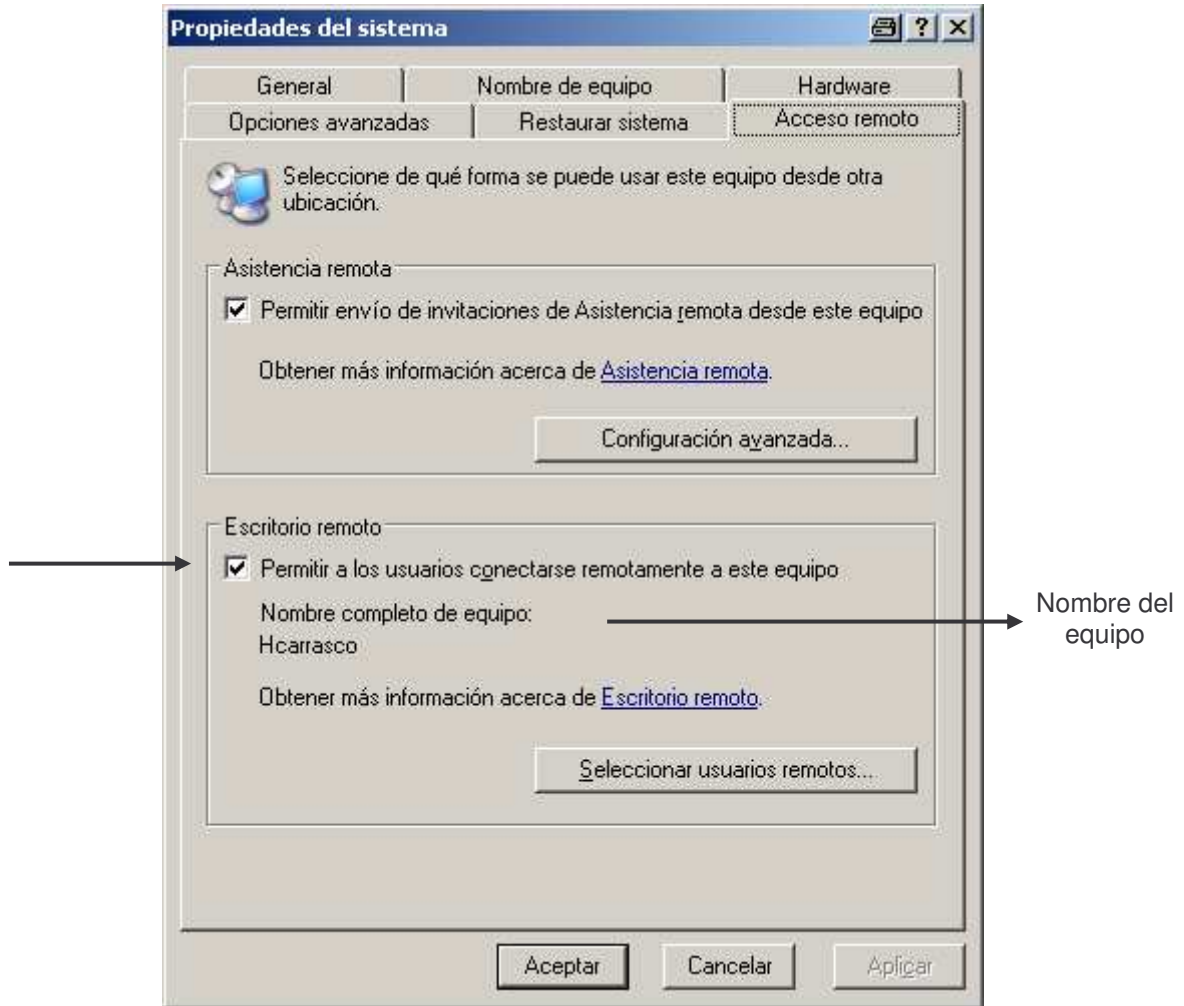 Propiedades del sistema
General
Nombre de equipo
Hardware
Opciones avanzadas
Restaurar sistema
Acceso remoto
Seleccione de qué forma se puede usar este equipo desde otra
ubicación.
Asistencia remota
Permitir envío de invitaciones de Asistencia remota desde este equipo
Obtener más información acerca de Asistencia remota.
Configuración avanzada...
Escritorio remoto
Permitir a los usuarios conectarse remotamente a este equipo
Nombre completo de equipo:
Hcarrasco
Nombre del
equipo
Obtener más información acerca de Escritorio remoto.
Seleccionar usuarios remotos...
Aceptar
Cancelar
Aplicar